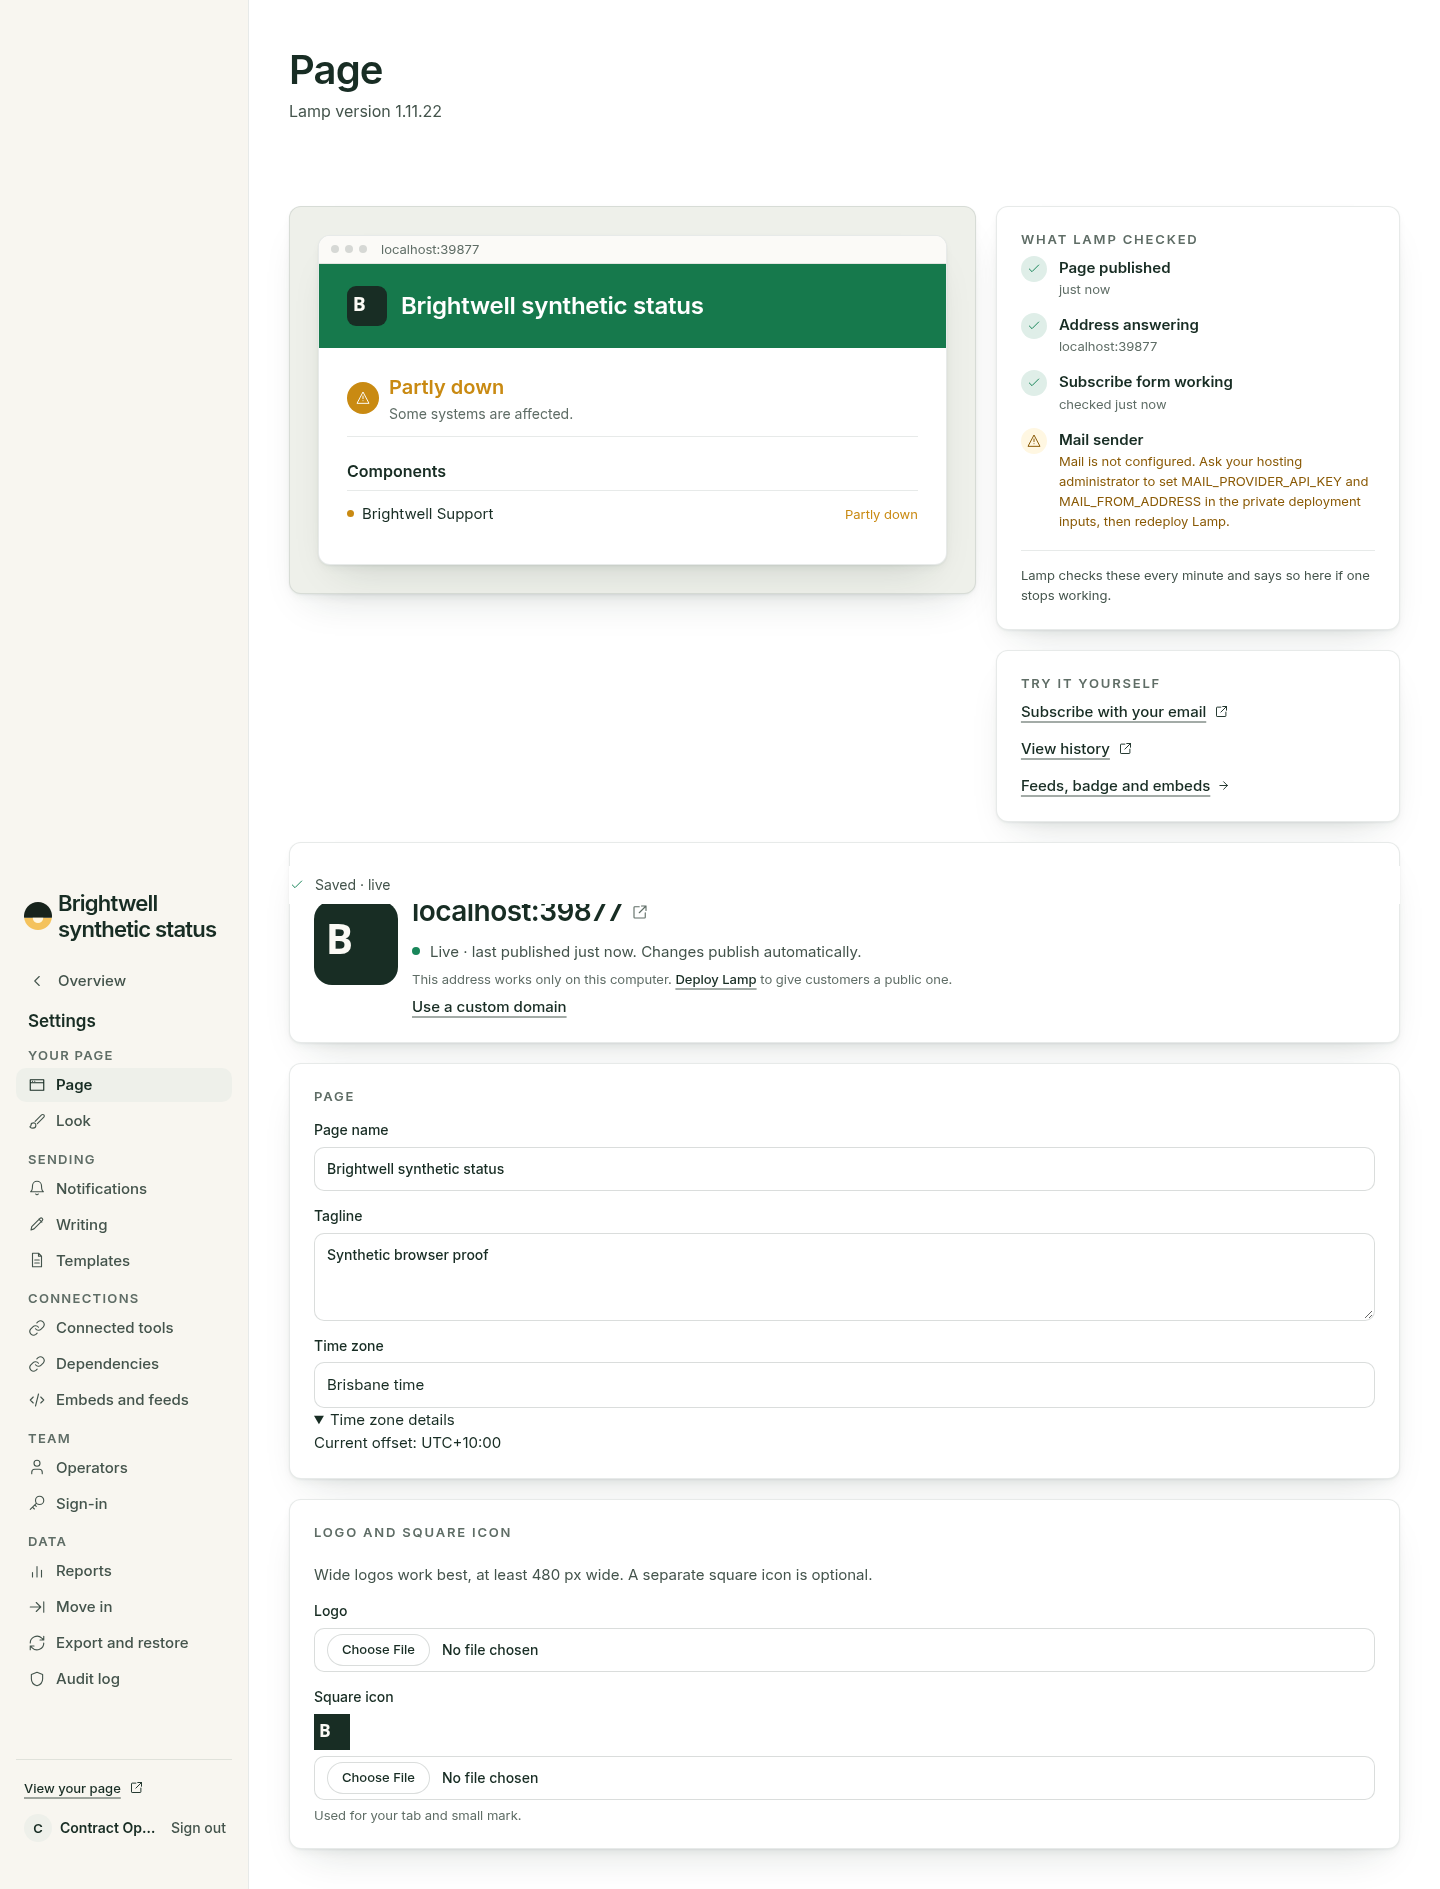 Page
Lamp version 1.11.22
localhost:39877
B
Brightwell synthetic status
Partly down
Some systems are affected.
Components
Brightwell Support
Partly down
WHAT LAMP CHECKED
Page published
just now
Address answering
localhost:39877
Subscribe form working
checked just now
Mail sender
Mail is not configured. Ask your hosting
administrator to set MAIL_PROVIDER_API_KEY and
MAIL_FROM_ADDRESS in the private deployment
inputs, then redeploy Lamp.
Lamp checks these every minute and says so here if one
stops working.
TRY IT YOURSELF
Subscribe with your email
View history
Feeds, badge and embeds
Saved · live
B
localhost:39877
Live · last published just now. Changes publish automatically.
This address works only on this computer. Deploy Lamp to give customers a public one.
Use a custom domain
PAGE
Page name
Brightwell synthetic status
Tagline
Synthetic browser proof
Time zone
Brisbane time
Time zone details
Current offset: UTC+10:00
LOGO AND SQUARE ICON
Wide logos work best, at least 480 px wide. A separate square icon is optional.
Logo
Choose File No file chosen
Square icon
B
Choose File No file chosen
Used for your tab and small mark.
Brightwell
synthetic status
Overview
Settings
YOUR PAGE
Page
Look
SENDING
Notifications
Writing
Templates
CONNECTIONS
Connected tools
Dependencies
Embeds and feeds
TEAM
Operators
Sign-in
DATA
Reports
Move in
Export and restore
Audit log
View your page
C Contract Op... Sign out